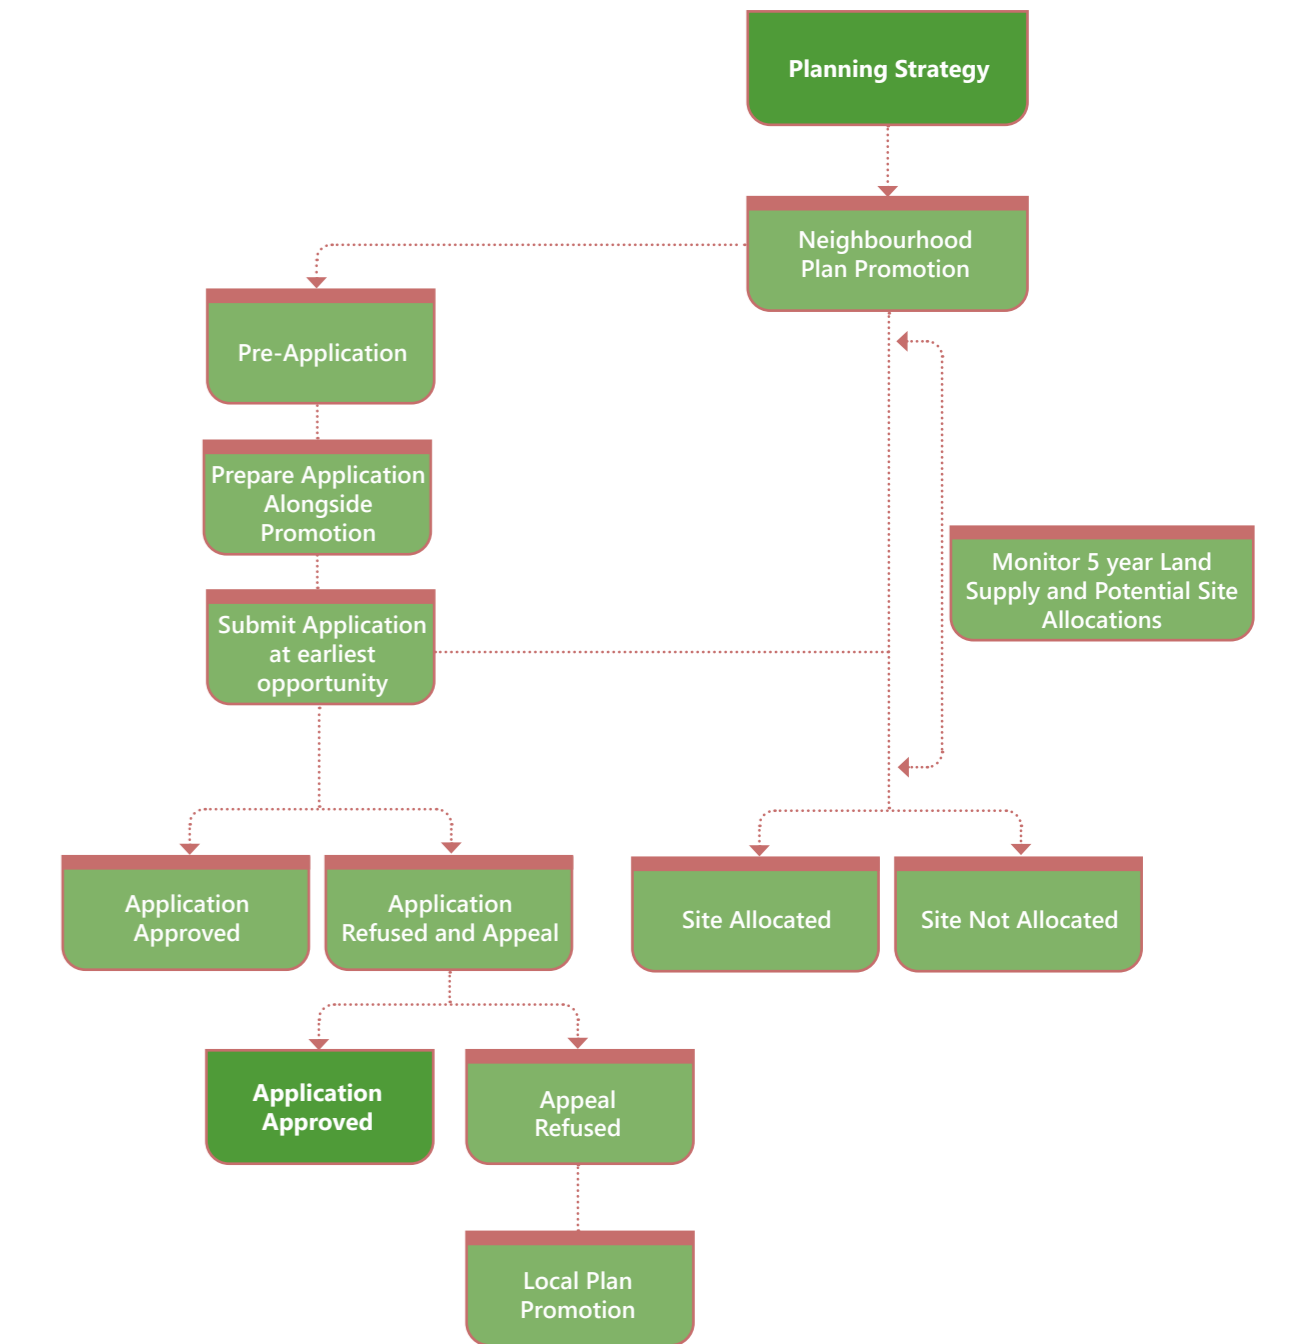 Planning Strategy
Neighbourhood
Plan Promotion
Pre-Application
Prepare Application
Alongside
Promotion
Monitor 5 year Land
Supply and Potential Site
Allocations
Submit Application
at earliest
opportunity
Application
Approved
Application
Refused and Appeal
Site Allocated
Site Not Allocated
Application
Approved
Appeal
Refused
Local Plan
Promotion